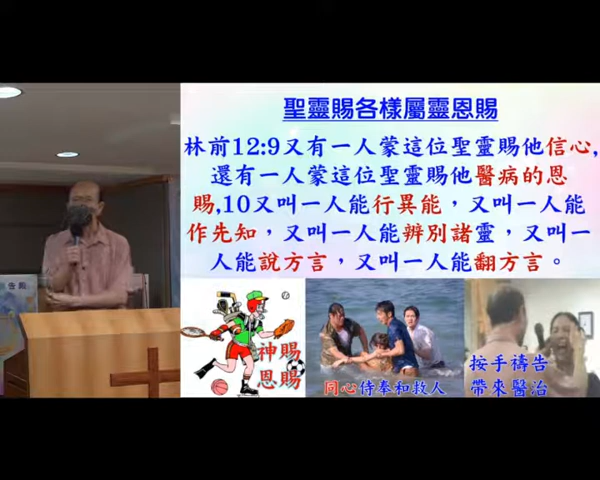 聖靈賜各樣屬靈恩賜
林前12:9又有一人蒙這位聖靈賜他信心,
還有一人蒙這位聖靈賜他醫病的恩
賜,10又叫一人能行異能，又叫一人能
作先知，又叫一人能辨別諸靈，又叫一
人能說方言，又叫一人能翻方言。
神賜
恩賜
同心侍奉和救人
按手禱告
帶來醫治